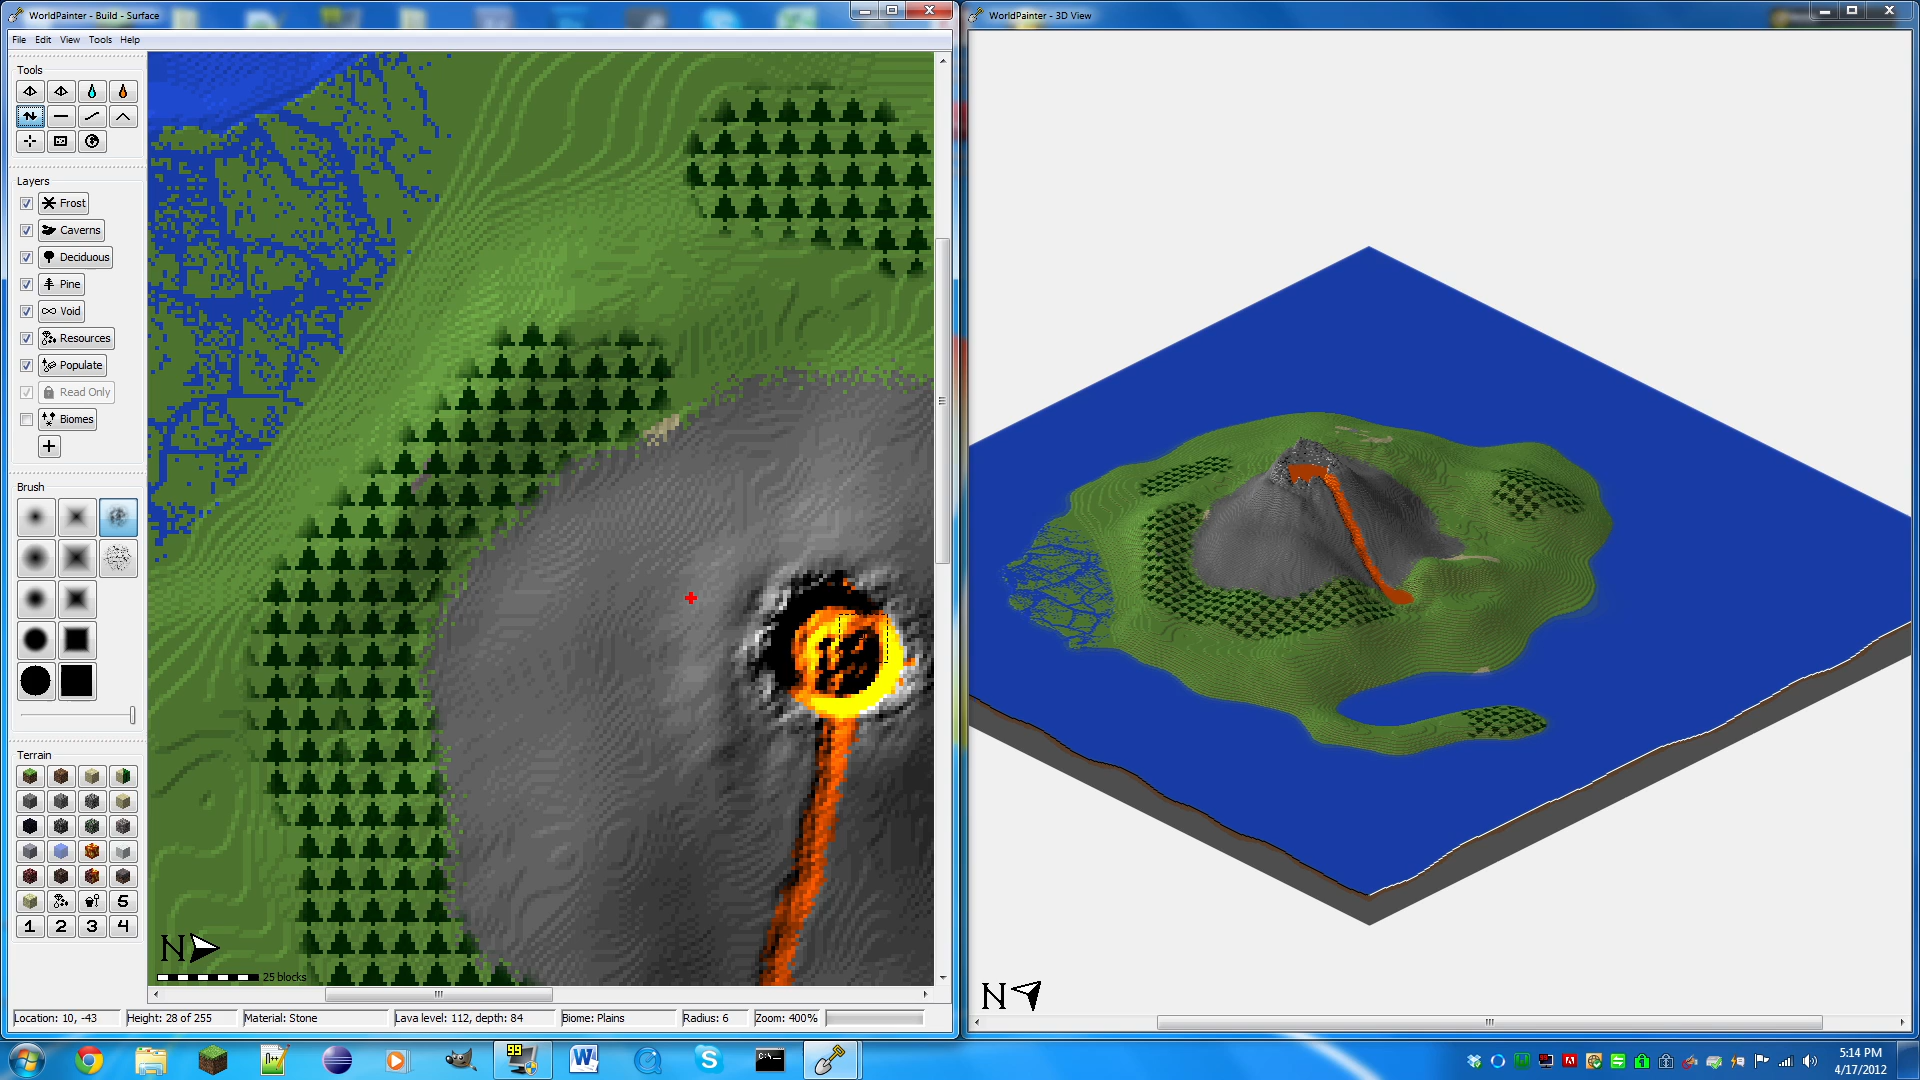 WorldPainter - Build - Surface
File Edit View Tools Help
Tools
Layers
Frost
Caverns
Deciduous
Pine
Void
Resources
Populate
Read Only
Biomes
Brush
Terrain
5
1 2 3 4
N
25 blocks
Location: 10, -43 Height: 28 of 255 Material: Stone Lava level: 112, depth: 84 Biome: Plains Radius: 6 Zoom: 400%
WorldPainter - 3D View
N
99
5:14 PM
4/17/2012